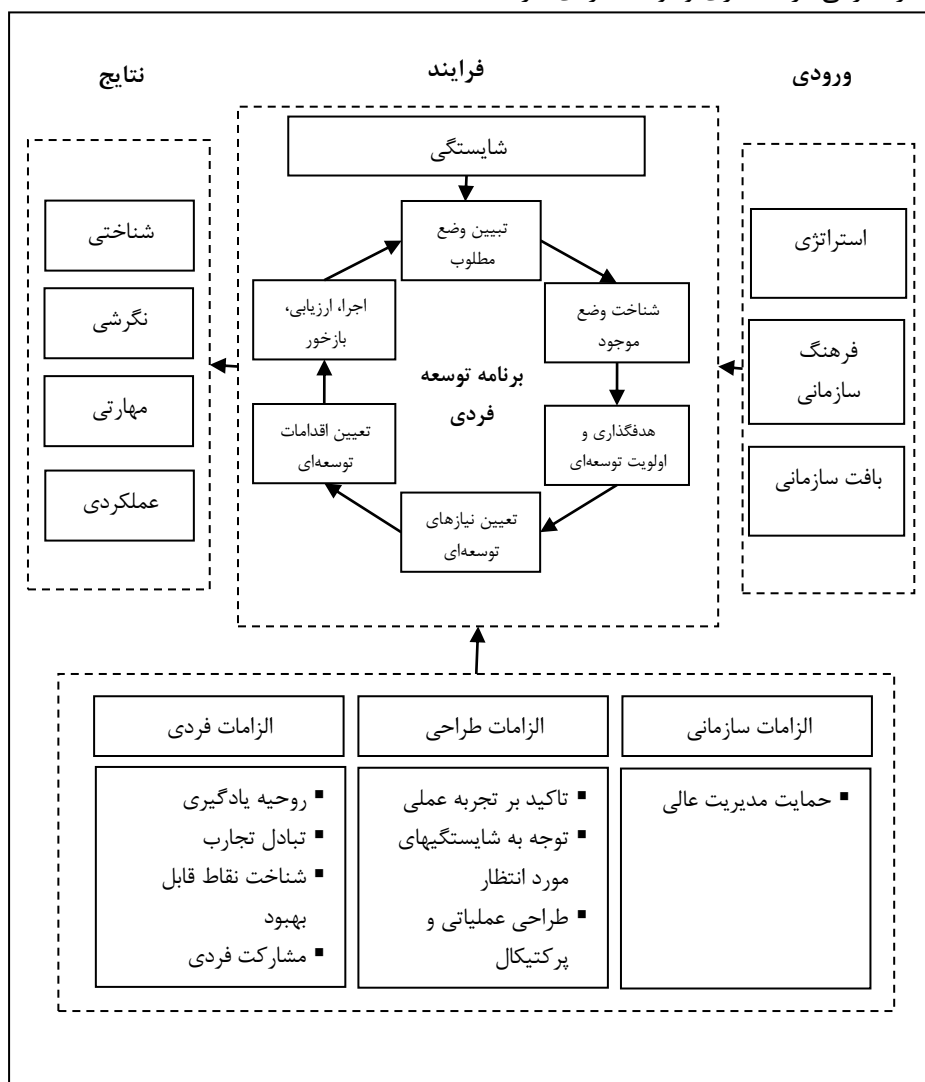 ورودی
فرایند
نتایج
استراتژی
فرهنگ
سازمانی
بافت سازمانی
شایستگی
تبیین وضع
مطلوب
شناخت وضع
موجود
هدفگذاری و
اولویت توسعه‌ای
تعیین نیازهای
توسعه‌ای
تعیین اقدامات
توسعه‌ای
اجرا، ارزیابی،
بازخور
برنامه توسعه
فردی
شناختی
نگرشی
مهارتی
عملکردی
الزامات سازمانی
▪ حمایت مدیریت عالی
الزامات طراحی
▪ تاکید بر تجربه عملی
▪ توجه به شایستگیهای
مورد انتظار
▪ طراحی عملیاتی و
پرکتیکال
الزامات فردی
▪ روحیه یادگیری
▪ تبادل تجارب
▪ شناخت نقاط قابل
بهبود
▪ مشارکت فردی